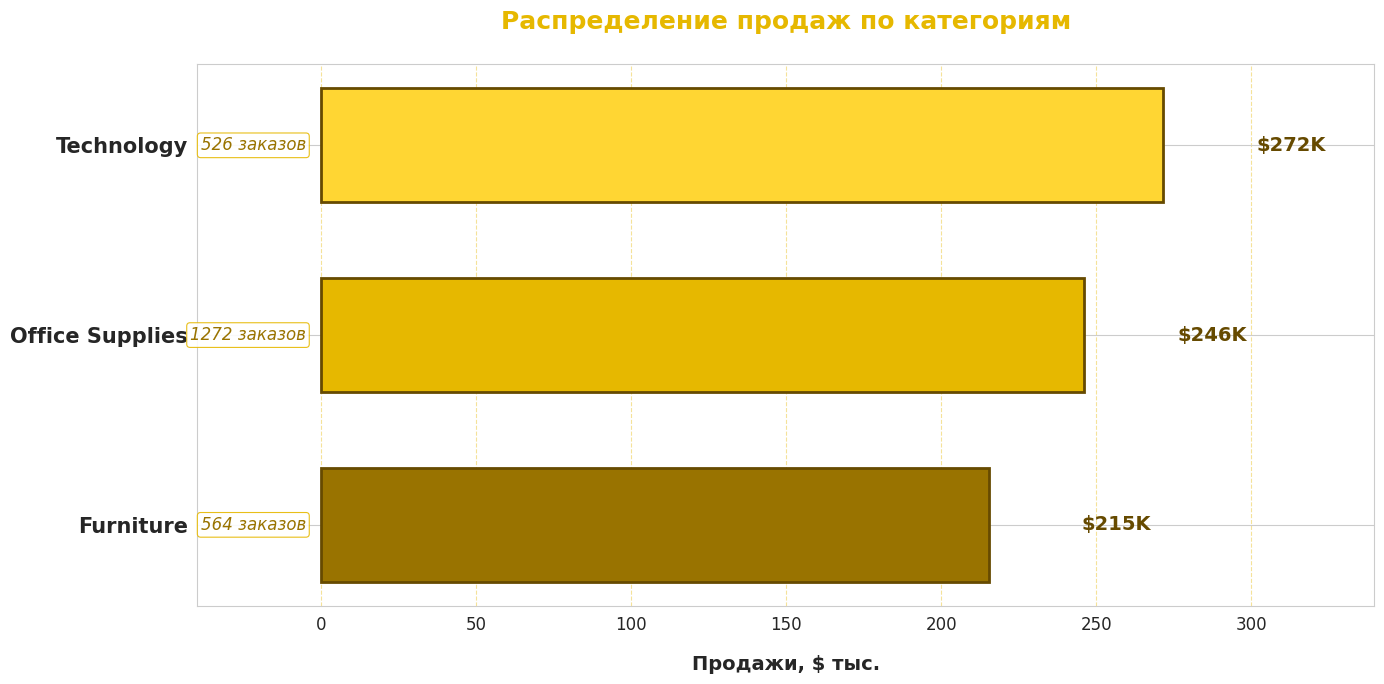 Распределение продаж по категориям
Technology 526 заказов $272K
Office Supplies 1272 заказов $246K
Furniture 564 заказов $215K
0 50 100 150 200 250 300
Продажи, $ тыс.